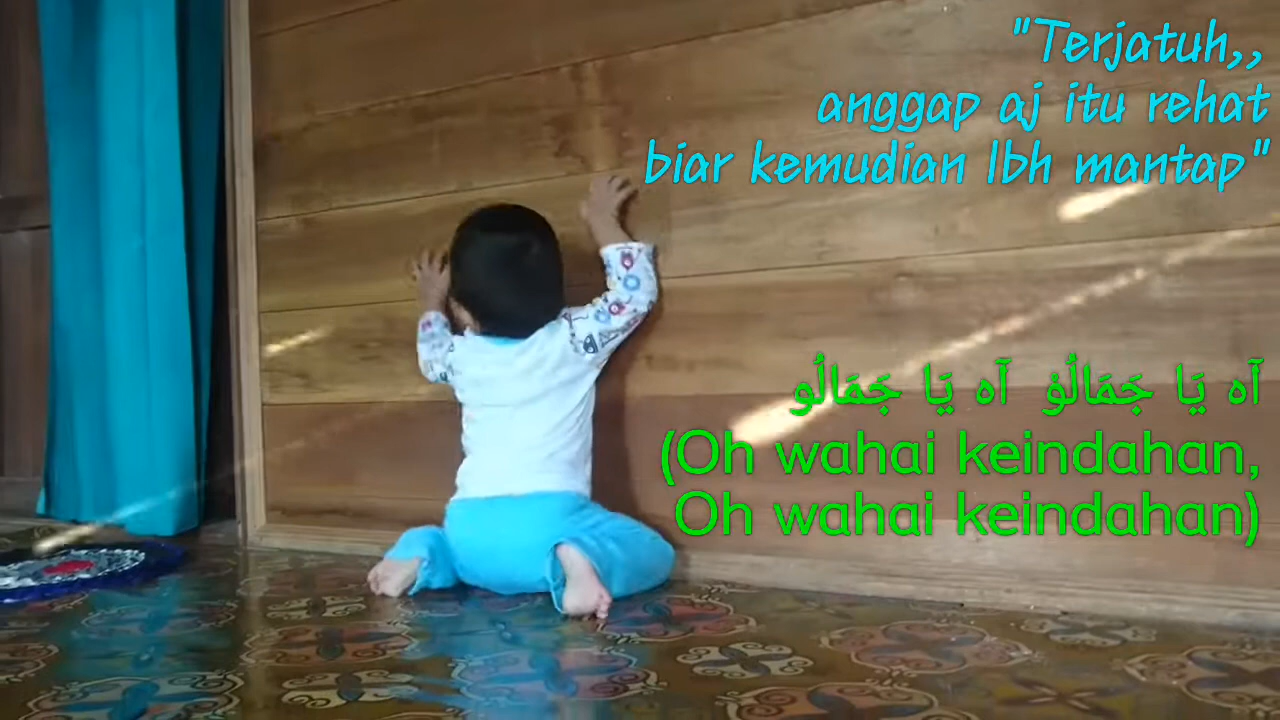 "Terjatuh,,
anggap aj itu rehat
biar kemudian lbh mantap"
آه يَا جَمَالُوْ آه يَا جَمَالُو
(Oh wahai keindahan,
Oh wahai keindahan)